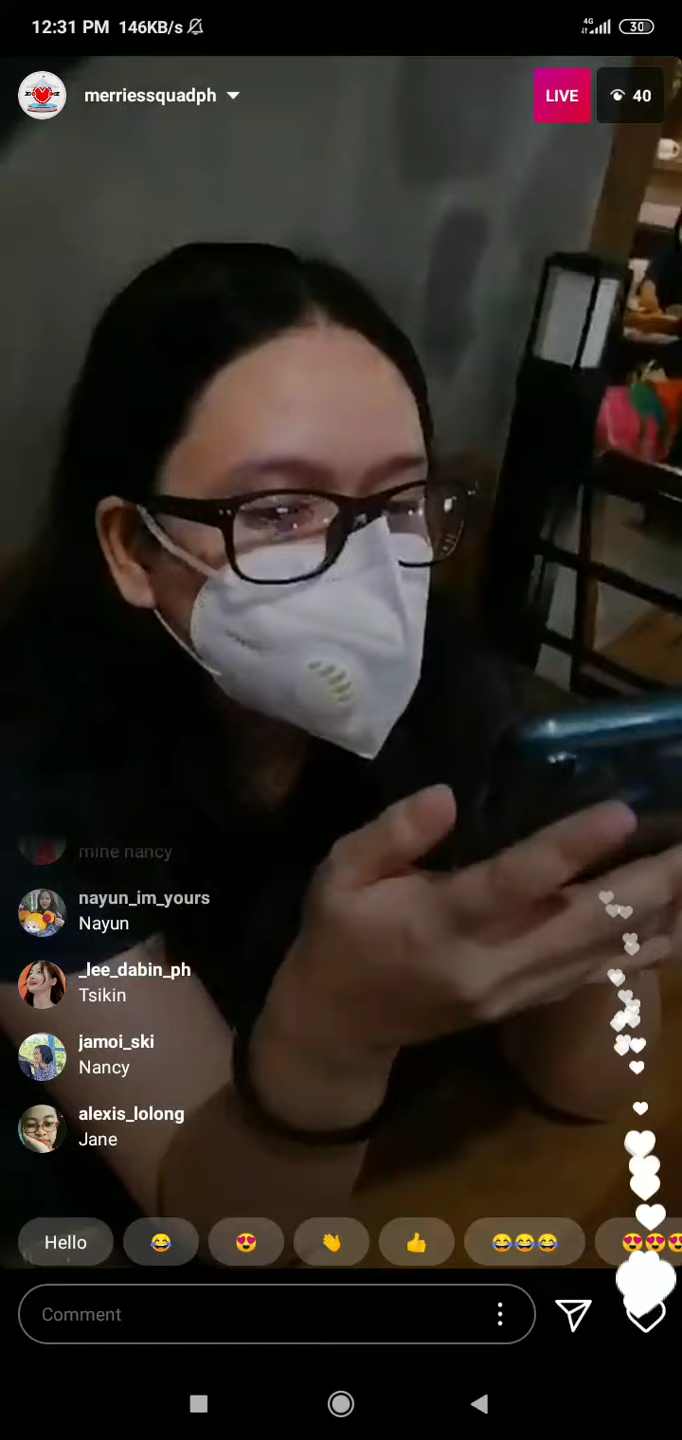 12:31 PM 146KB/s
4G
30
merriessquadph
LIVE
40
mine nancy
nayun_im_yours
Nayun
_lee_dabin_ph
Tsikin
jamoi_ski
Nancy
alexis_lolong
Jane
Hello
Comment